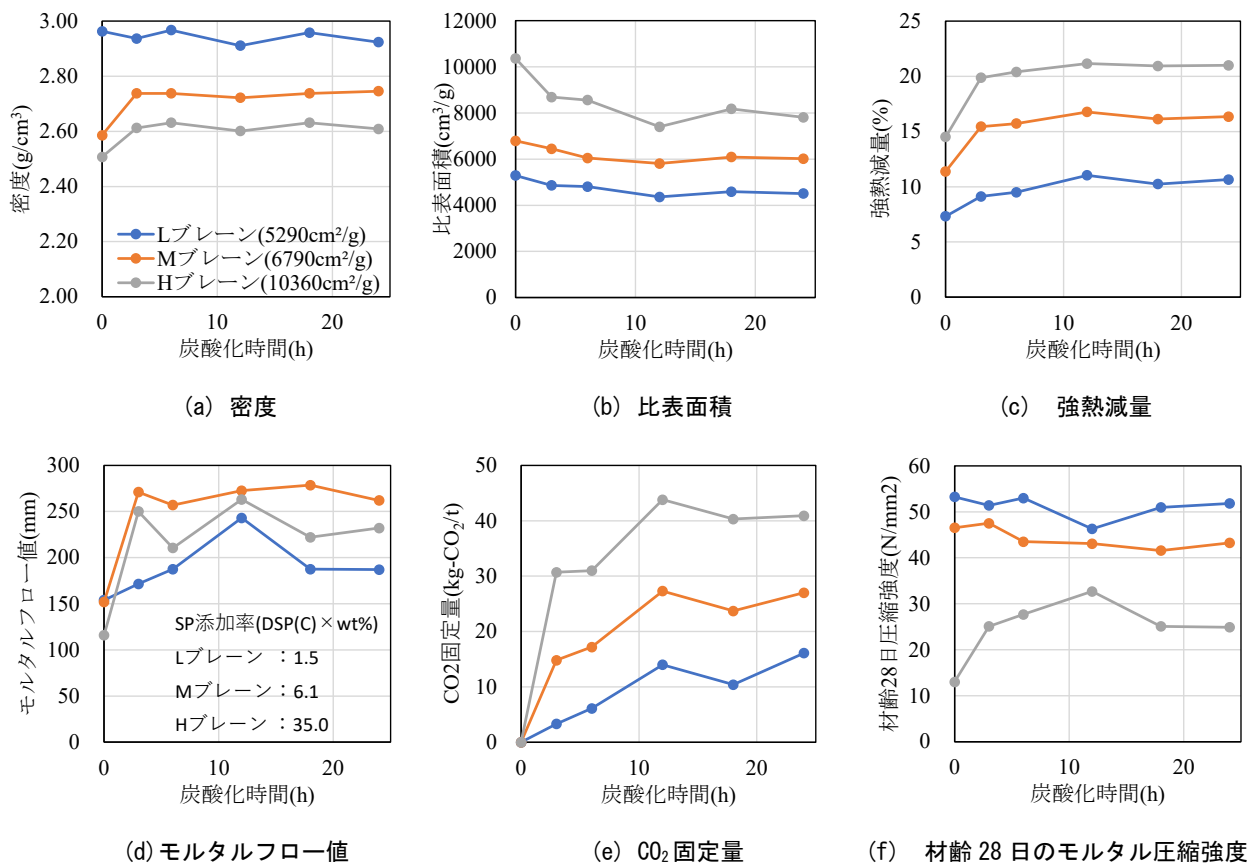 3.00
2.80
2.60
2.40
2.20
2.00
密度(g/cm³)
Lブレーン(5290cm²/g)
Mブレーン(6790cm²/g)
Hブレーン(10360cm²/g)
0 10 20
炭酸化時間(h)
(a) 密度
12000
10000
8000
6000
4000
2000
0
比表面積(cm³/g)
0 10 20
炭酸化時間(h)
(b) 比表面積
25
20
15
10
5
0
強熱減量(%)
0 10 20
炭酸化時間(h)
(c) 強熱減量
300
250
200
150
100
50
0
モルタルフロー値(mm)
SP添加率(DSP(C)×wt%)
Lブレーン ：1.5
Mブレーン：6.1
Hブレーン ：35.0
0 10 20
炭酸化時間(h)
(d) モルタルフロー値
50
40
30
20
10
0
CO2固定量(kg-CO₂/t)
0 10 20
炭酸化時間(h)
(e) CO₂固定量
60
50
40
30
20
10
0
材齢28日圧縮強度(N/mm2)
0 10 20
炭酸化時間(h)
(f) 材齢 28 日のモルタル圧縮強度